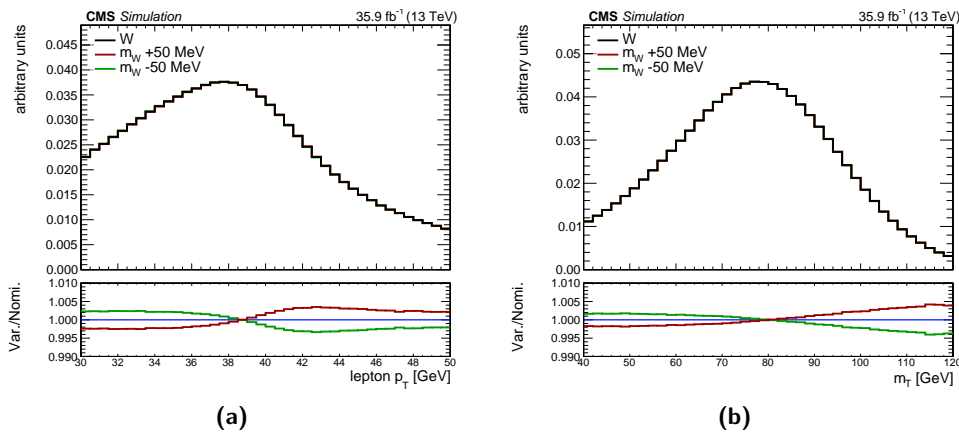 CMS Simulation 35.9 fb⁻¹ (13 TeV)
arbitrary units
W
m_W +50 MeV
m_W -50 MeV
0.045
0.040
0.035
0.030
0.025
0.020
0.015
0.010
0.005
0.000
Var./Nomi.
1.010
1.005
1.000
0.995
0.990
30 32 34 36 38 40 42 44 46 48 50
lepton p_T [GeV]
(a)
CMS Simulation 35.9 fb⁻¹ (13 TeV)
arbitrary units
W
m_W +50 MeV
m_W -50 MeV
0.05
0.04
0.03
0.02
0.01
0.00
Var./Nomi.
1.010
1.005
1.000
0.995
0.990
40 50 60 70 80 90 100 110 120
m_T [GeV]
(b)